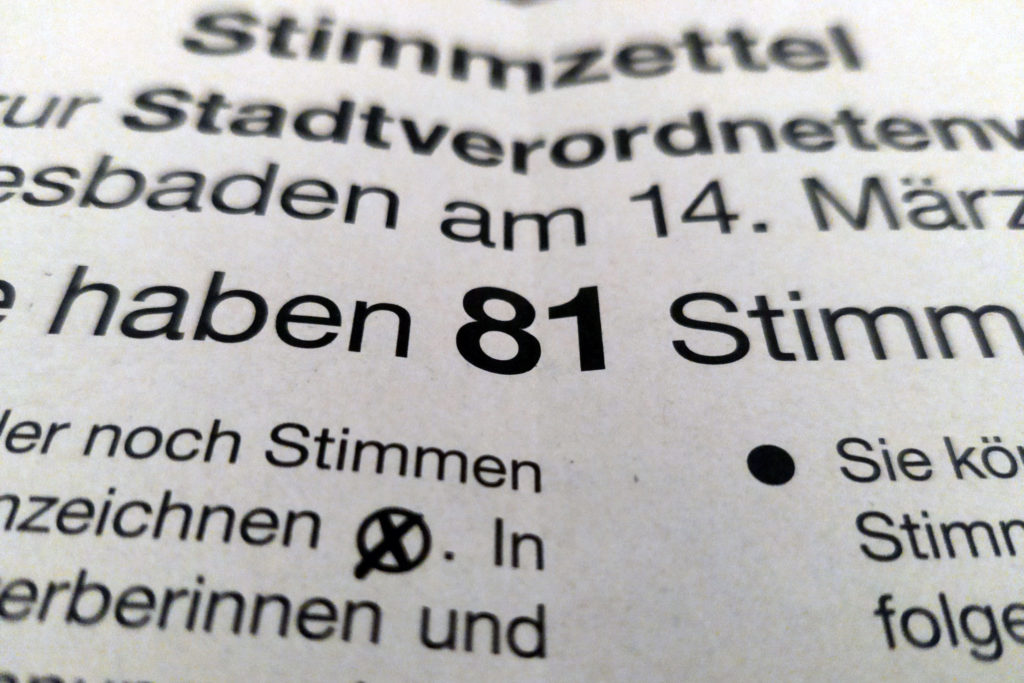 Stimmzettel
zur Stadtverordnetenv
esbaden am 14. März
e haben 81 Stimm
der noch Stimmen
nzeichnen ⓧ. In
erberinnen und
● Sie kö
Stimm
folge